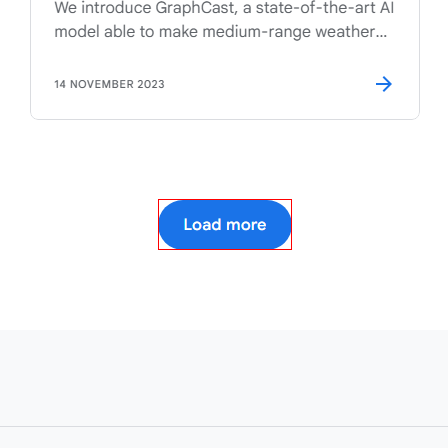 We introduce GraphCast, a state-of-the-art AI
model able to make medium-range weather...
14 NOVEMBER 2023
Load more